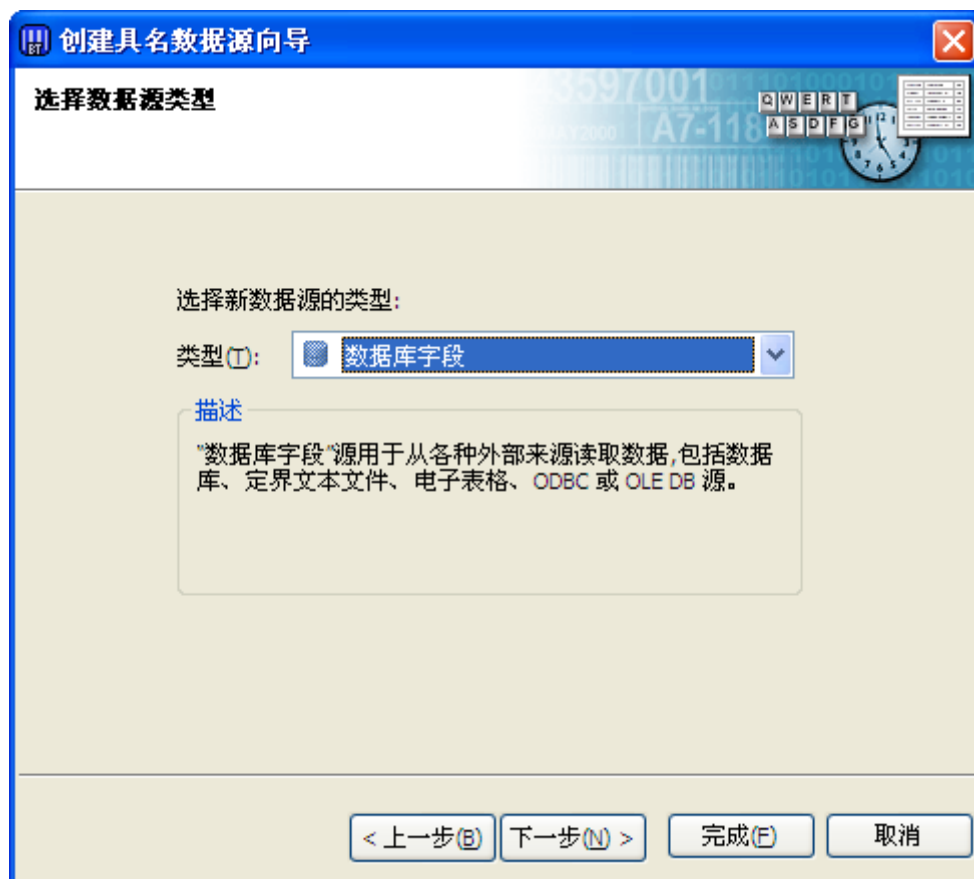 创建具名数据源向导
选择数据源类型
3597001
A7-118
QWERT
ASDFG
选择新数据源的类型:
类型(T): 数据库字段
描述
"数据库字段"源用于从各种外部来源读取数据,包括数据
库、定界文本文件、电子表格、ODBC 或 OLE DB 源。
< 上一步(B) 下一步(N) > 完成(F) 取消